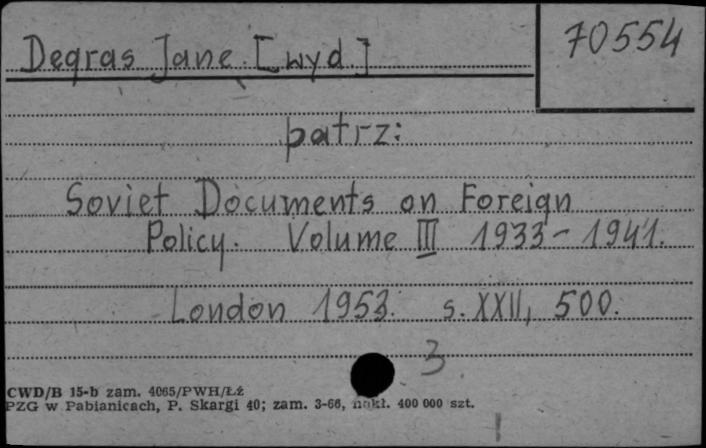 70554
Degras Jane [wyd.]
patrz:
Soviet Documents on Foreign
Policy. Volume III 1933-1941.
London 1953. s. XXII, 500.
3
CWD/B 15-b zam. 4065/PWH/Łź
PZG w Pabianicach, P. Skargi 40; zam. 3-66, nakł. 400 000 szt.